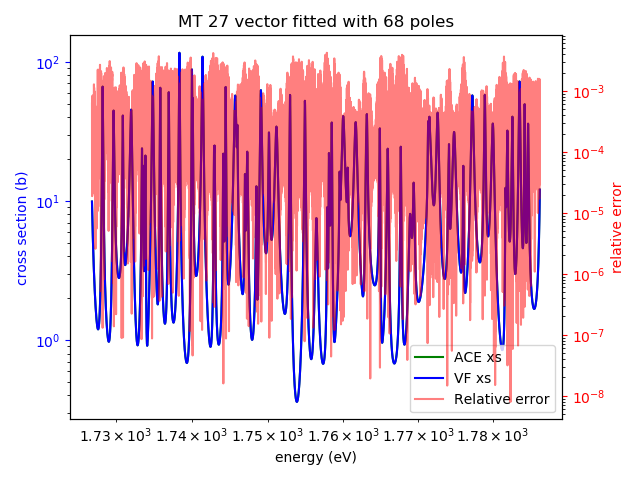 MT 27 vector fitted with 68 poles
cross section (b)
10²
10¹
10⁰
10⁻³
10⁻⁴
10⁻⁵
10⁻⁶
10⁻⁷
10⁻⁸
relative error
ACE xs
VF xs
Relative error
1.73 × 10³ 1.74 × 10³ 1.75 × 10³ 1.76 × 10³ 1.77 × 10³ 1.78 × 10³
energy (eV)